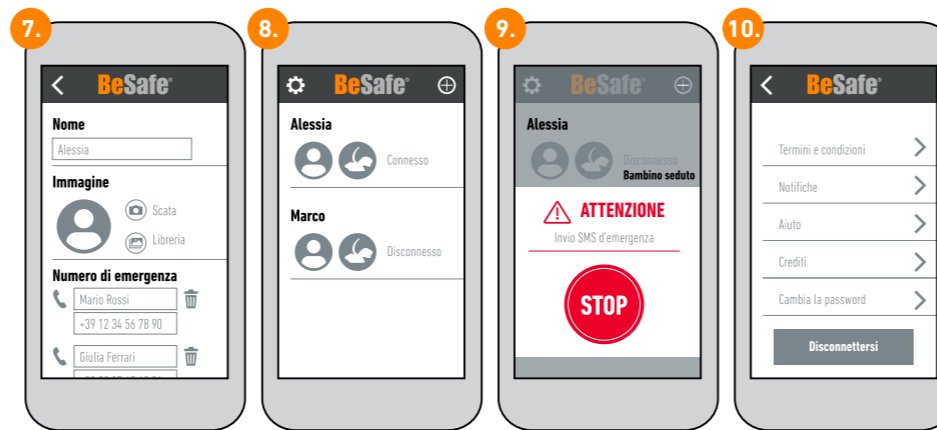 7.
BeSafe®
Nome
Alessia
Immagine
Scata
Libreria
Numero di emergenza
Mario Rossi
+39 12 34 56 78 90
Giulia Ferrari
8.
BeSafe®
Alessia
Connesso
Marco
Disconnesso
9.
BeSafe®
Alessia
Disconnesso
Bambino seduto
ATTENZIONE
Invio SMS d'emergenza
STOP
10.
BeSafe®
Termini e condizioni
Notifiche
Aiuto
Crediti
Cambia la password
Disconnettersi